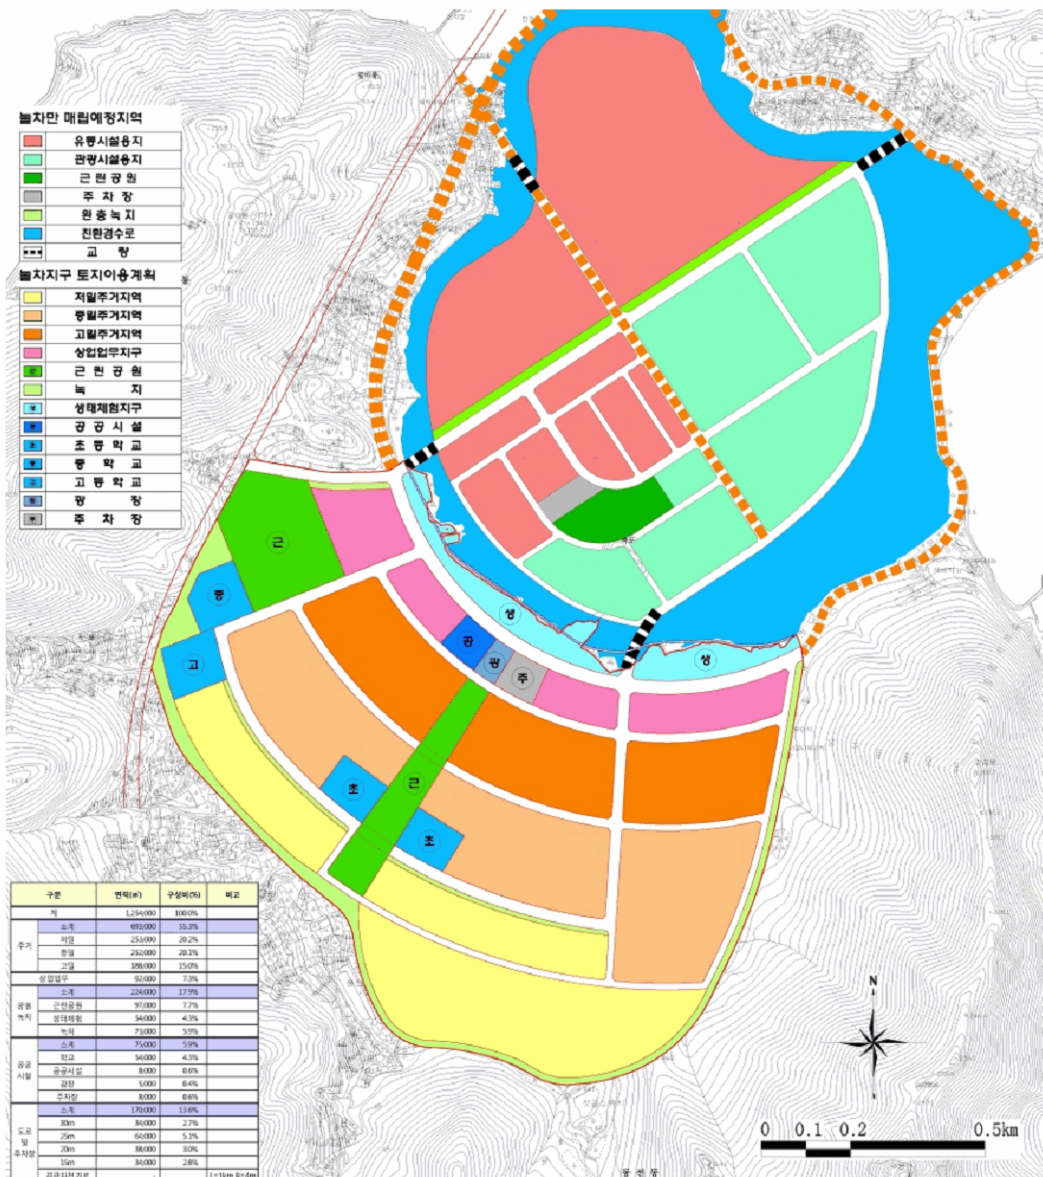 눌차만 매립예정지역
유통시설용지
관광시설용지
근린공원
주차장
완충녹지
친환경수로
교량
눌차지구 토지이용계획
저밀주거지역
중밀주거지역
고밀주거지역
상업업무지구
근린공원
녹지
생태체험지구
공공시설
초등학교
중학교
고등학교
광장
주차장
근
중
고
생
공
광
주
생
초
근
초
구분 면적(㎡) 구성비(%) 비고
계 1,254,000 100.0%
주거 소계 693,000 55.3%
저밀 253,000 20.2%
중밀 252,000 20.1%
고밀 188,000 15.0%
상업업무 92,000 7.3%
공원 녹지 소계 224,000 17.9%
근린공원 97,000 7.7%
생태체험 54,000 4.3%
녹지 73,000 5.9%
공공 시설 소계 75,000 5.9%
학교 54,000 4.3%
공공시설 8,000 0.6%
광장 5,000 0.4%
주차장 8,000 0.6%
도로 및 주차장 소계 170,000 13.6%
30m 34,000 2.7%
25m 64,000 5.1%
20m 38,000 3.0%
15m 34,000 2.8%
N
0 0.1 0.2 0.5km
동선동